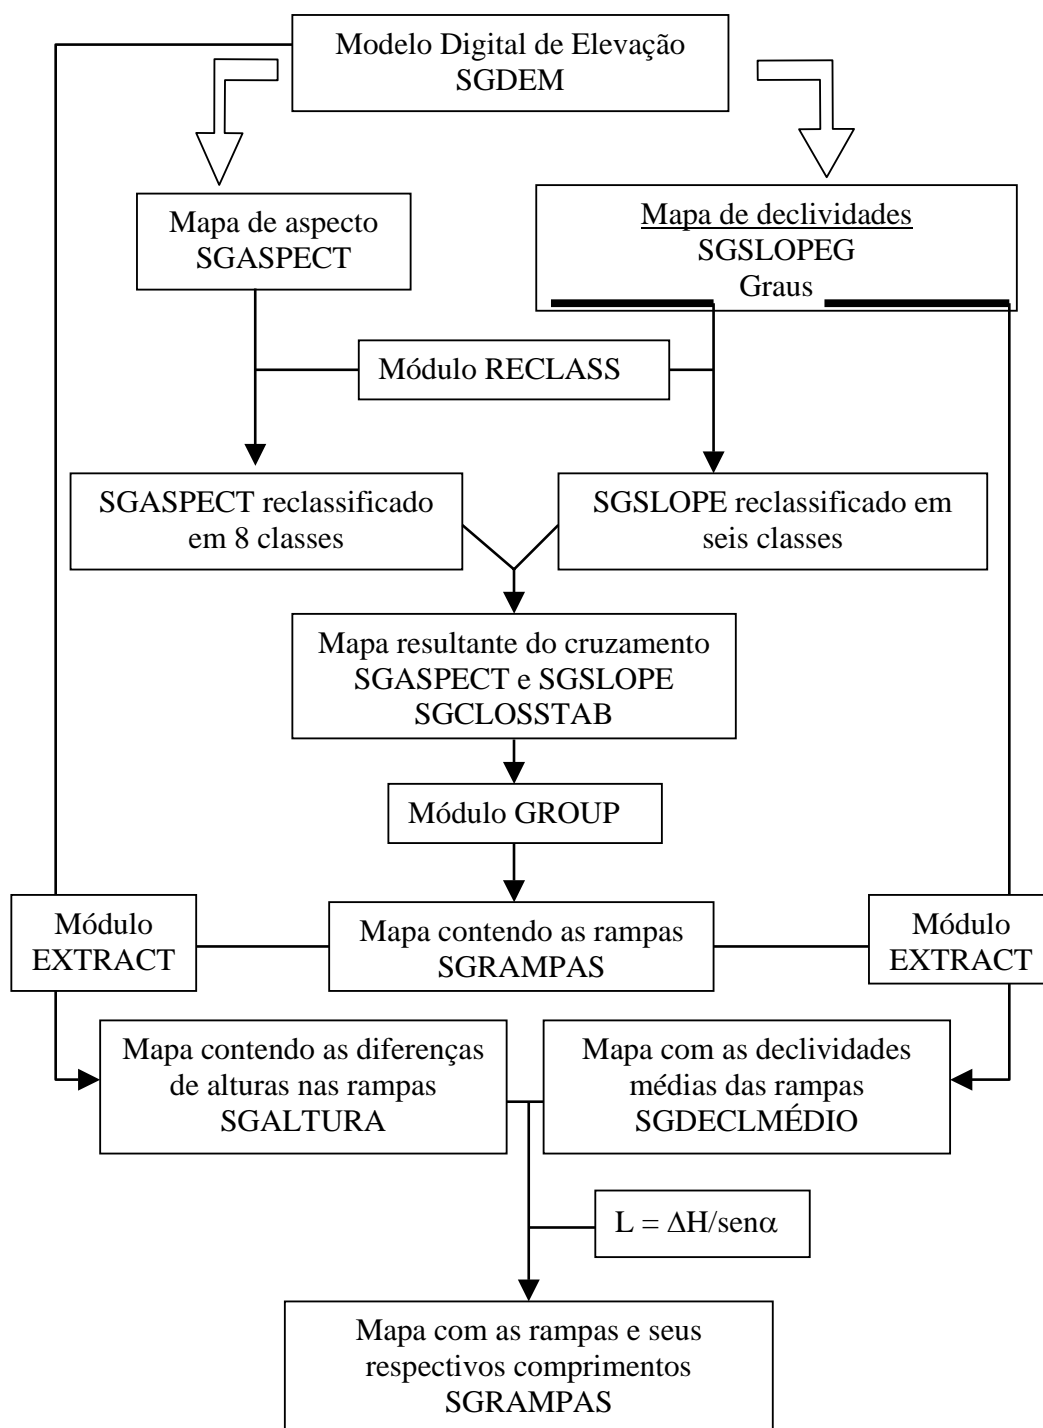 Modelo Digital de Elevação
SGDEM
Mapa de aspecto
SGASPECT
Mapa de declividades
SGSLOPEG
Graus
Módulo RECLASS
SGASPECT reclassificado
em 8 classes
SGSLOPE reclassificado em
seis classes
Mapa resultante do cruzamento
SGASPECT e SGSLOPE
SGCLOSSTAB
Módulo GROUP
Módulo
EXTRACT
Mapa contendo as rampas
SGRAMPAS
Módulo
EXTRACT
Mapa contendo as diferenças
de alturas nas rampas
SGALTURA
Mapa com as declividades
médias das rampas
SGDECLMÉDIO
L = ΔH/senα
Mapa com as rampas e seus
respectivos comprimentos
SGRAMPAS